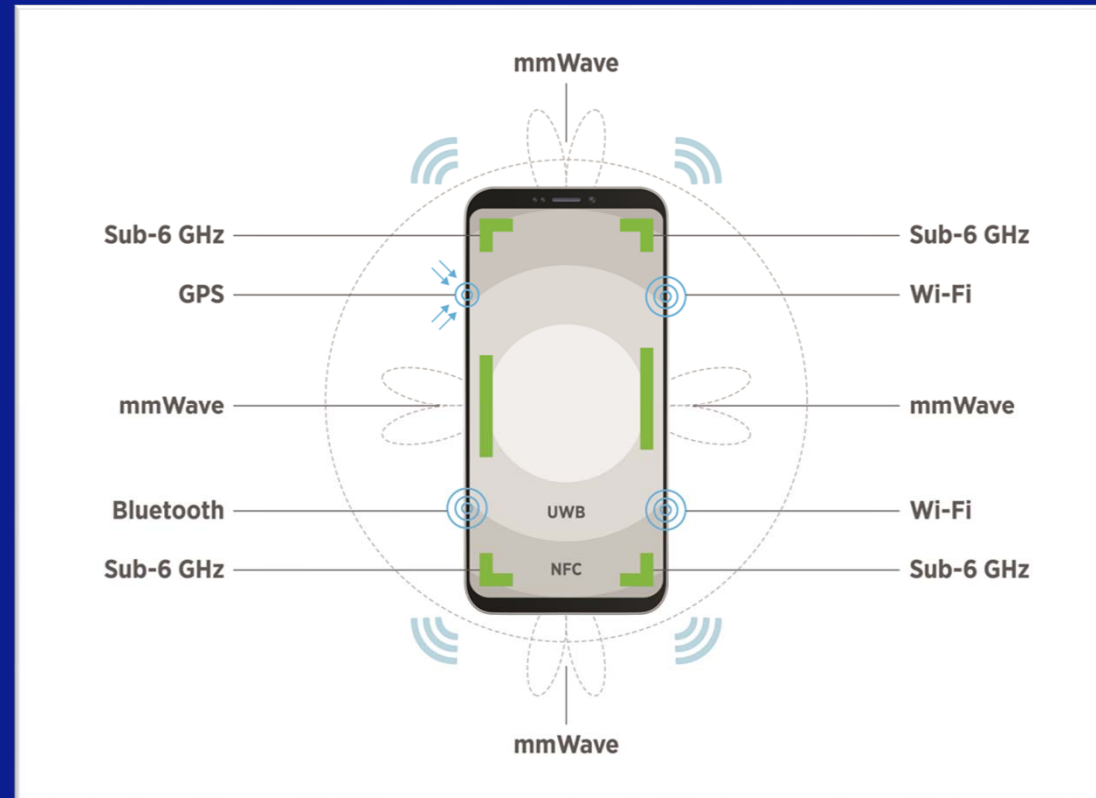 mmWave
Sub-6 GHz
Sub-6 GHz
GPS
Wi-Fi
mmWave
mmWave
Bluetooth
UWB
Wi-Fi
Sub-6 GHz
NFC
Sub-6 GHz
mmWave